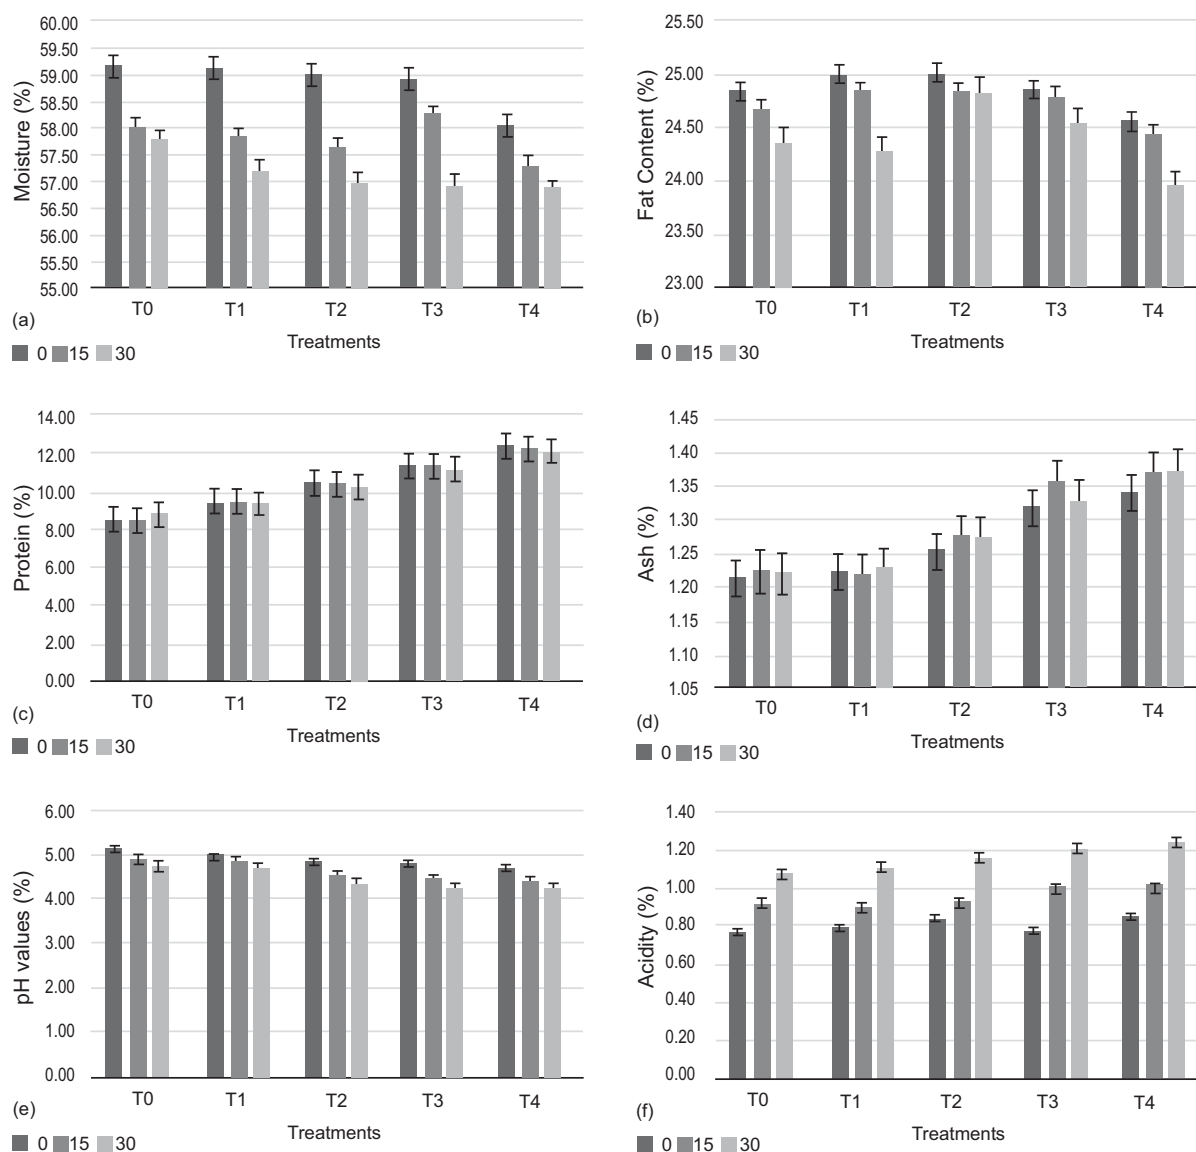 60.00
59.50
59.00
58.50
58.00
57.50
57.00
56.50
56.00
55.50
55.00
Moisture (%)
T0 T1 T2 T3 T4
(a)
Treatments
0 15 30
25.50
25.00
24.50
24.00
23.50
23.00
Fat Content (%)
T0 T1 T2 T3 T4
(b)
Treatments
0 15 30
14.00
12.00
10.00
8.00
6.00
4.00
2.00
0.00
Protein (%)
T0 T1 T2 T3 T4
(c)
Treatments
0 15 30
1.45
1.40
1.35
1.30
1.25
1.20
1.15
1.10
1.05
Ash (%)
T0 T1 T2 T3 T4
(d)
Treatments
0 15 30
6.00
5.00
4.00
3.00
2.00
1.00
0.00
pH values (%)
T0 T1 T2 T3 T4
(e)
Treatments
0 15 30
1.40
1.20
1.00
0.80
0.60
0.40
0.20
0.00
Acidity (%)
T0 T1 T2 T3 T4
(f)
Treatments
0 15 30